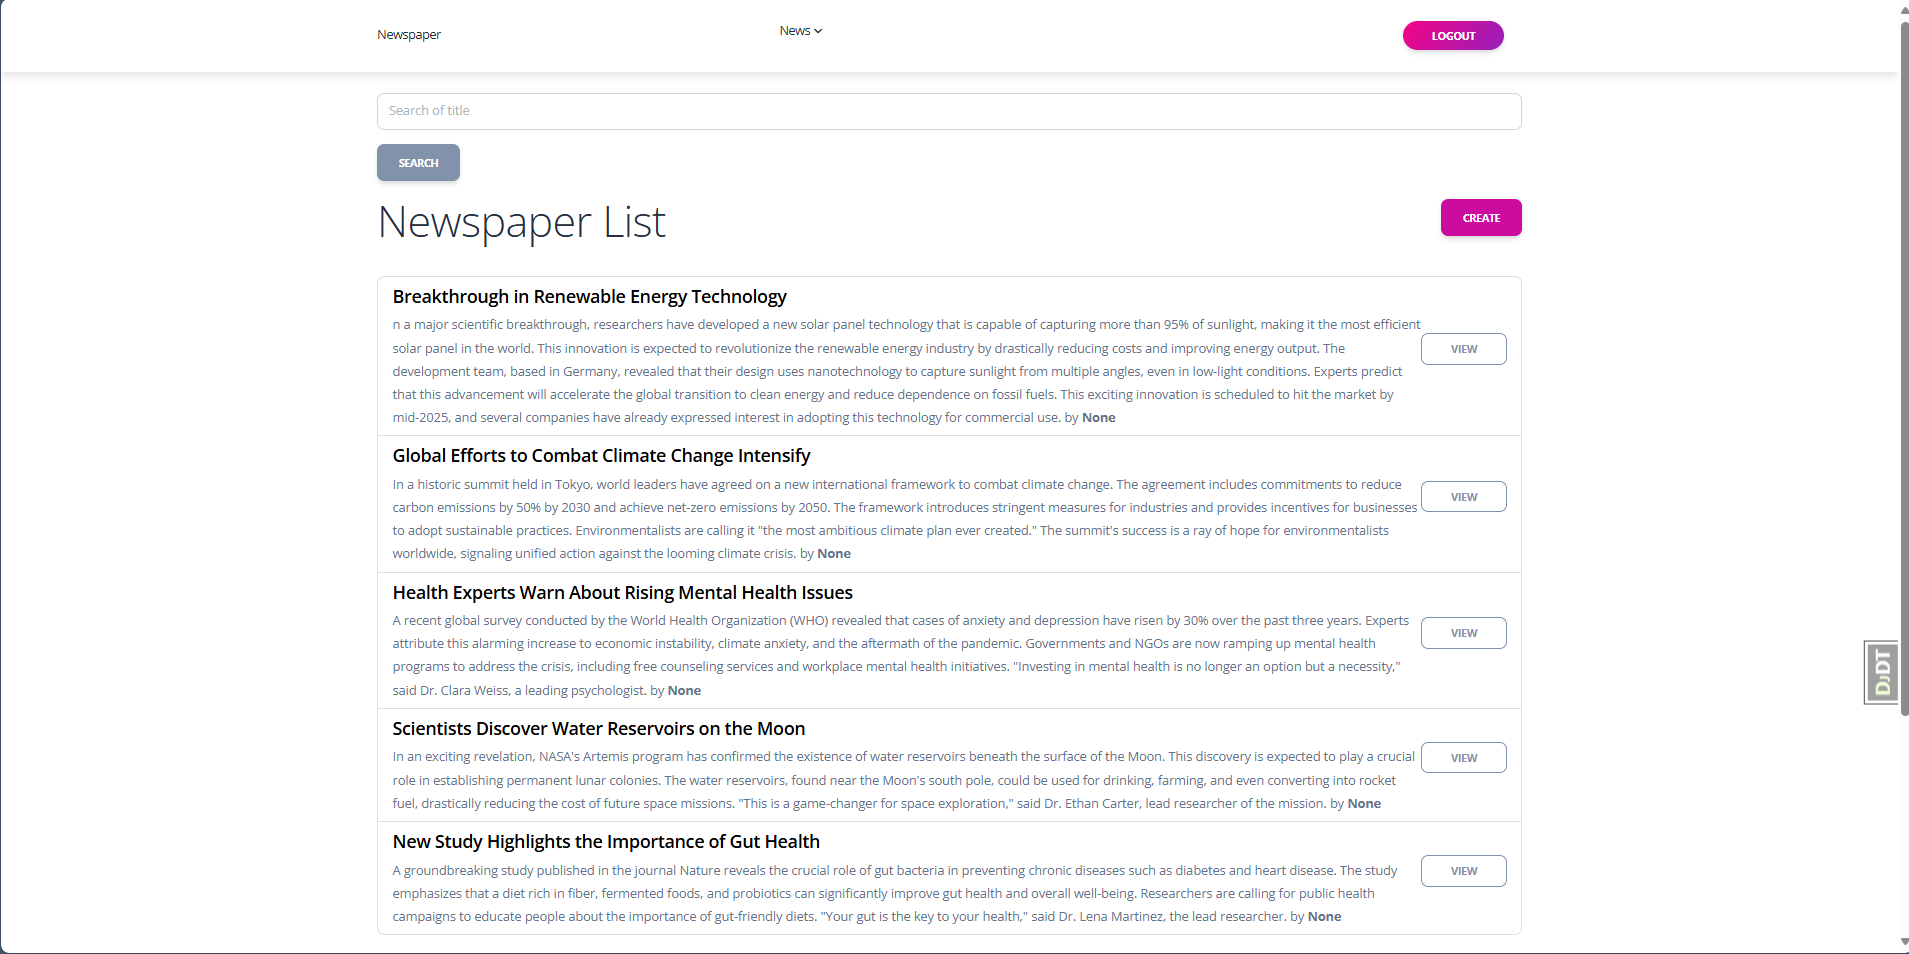 Newspaper
News
LOGOUT
Search of title
SEARCH
Newspaper List
CREATE
Breakthrough in Renewable Energy Technology
n a major scientific breakthrough, researchers have developed a new solar panel technology that is capable of capturing more than 95% of sunlight, making it the most efficient
solar panel in the world. This innovation is expected to revolutionize the renewable energy industry by drastically reducing costs and improving energy output. The
development team, based in Germany, revealed that their design uses nanotechnology to capture sunlight from multiple angles, even in low-light conditions. Experts predict
that this advancement will accelerate the global transition to clean energy and reduce dependence on fossil fuels. This exciting innovation is scheduled to hit the market by
mid-2025, and several companies have already expressed interest in adopting this technology for commercial use. by None
VIEW
Global Efforts to Combat Climate Change Intensify
In a historic summit held in Tokyo, world leaders have agreed on a new international framework to combat climate change. The agreement includes commitments to reduce
carbon emissions by 50% by 2030 and achieve net-zero emissions by 2050. The framework introduces stringent measures for industries and provides incentives for businesses
to adopt sustainable practices. Environmentalists are calling it "the most ambitious climate plan ever created." The summit's success is a ray of hope for environmentalists
worldwide, signaling unified action against the looming climate crisis. by None
VIEW
Health Experts Warn About Rising Mental Health Issues
A recent global survey conducted by the World Health Organization (WHO) revealed that cases of anxiety and depression have risen by 30% over the past three years. Experts
attribute this alarming increase to economic instability, climate anxiety, and the aftermath of the pandemic. Governments and NGOs are now ramping up mental health
programs to address the crisis, including free counseling services and workplace mental health initiatives. "Investing in mental health is no longer an option but a necessity,"
said Dr. Clara Weiss, a leading psychologist. by None
VIEW
Scientists Discover Water Reservoirs on the Moon
In an exciting revelation, NASA's Artemis program has confirmed the existence of water reservoirs beneath the surface of the Moon. This discovery is expected to play a crucial
role in establishing permanent lunar colonies. The water reservoirs, found near the Moon's south pole, could be used for drinking, farming, and even converting into rocket
fuel, drastically reducing the cost of future space missions. "This is a game-changer for space exploration," said Dr. Ethan Carter, lead researcher of the mission. by None
VIEW
New Study Highlights the Importance of Gut Health
A groundbreaking study published in the journal Nature reveals the crucial role of gut bacteria in preventing chronic diseases such as diabetes and heart disease. The study
emphasizes that a diet rich in fiber, fermented foods, and probiotics can significantly improve gut health and overall well-being. Researchers are calling for public health
campaigns to educate people about the importance of gut-friendly diets. "Your gut is the key to your health," said Dr. Lena Martinez, the lead researcher. by None
VIEW
DJDT